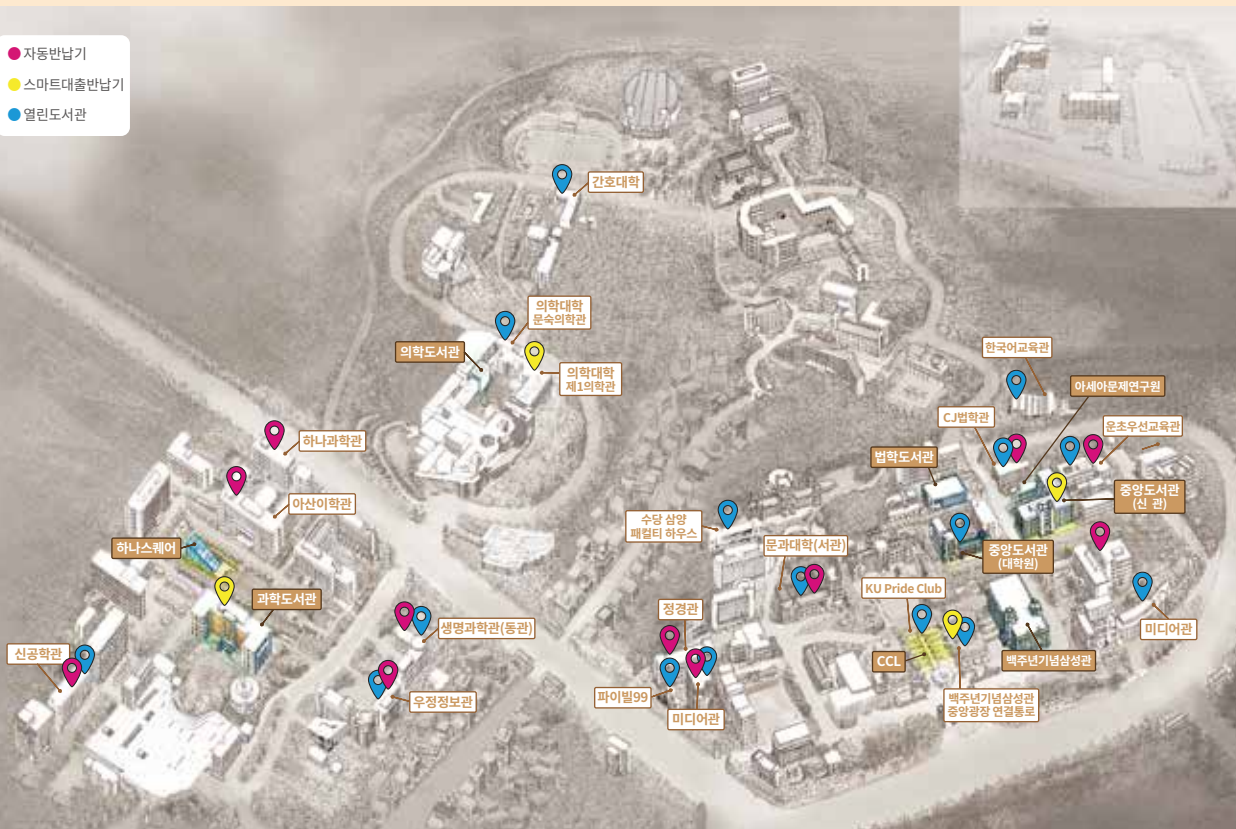 자동반납기
스마트대출반납기
열린도서관
간호대학
의학대학
문숙의학관
의학도서관
의학대학
제1의학관
한국어교육관
아세아문제연구원
CJ법학관
운초우선교육관
하나과학관
법학도서관
중앙도서관
(신 관)
아산이학관
수당 삼양
패컬티 하우스
문과대학(서관)
중앙도서관
(대학원)
하나스퀘어
KU Pride Club
과학도서관
정경관
생명과학관(동관)
미디어관
신공학관
CCL
백주년기념삼성관
우정정보관
파이빌99
미디어관
백주년기념삼성관
중앙광장 연결통로